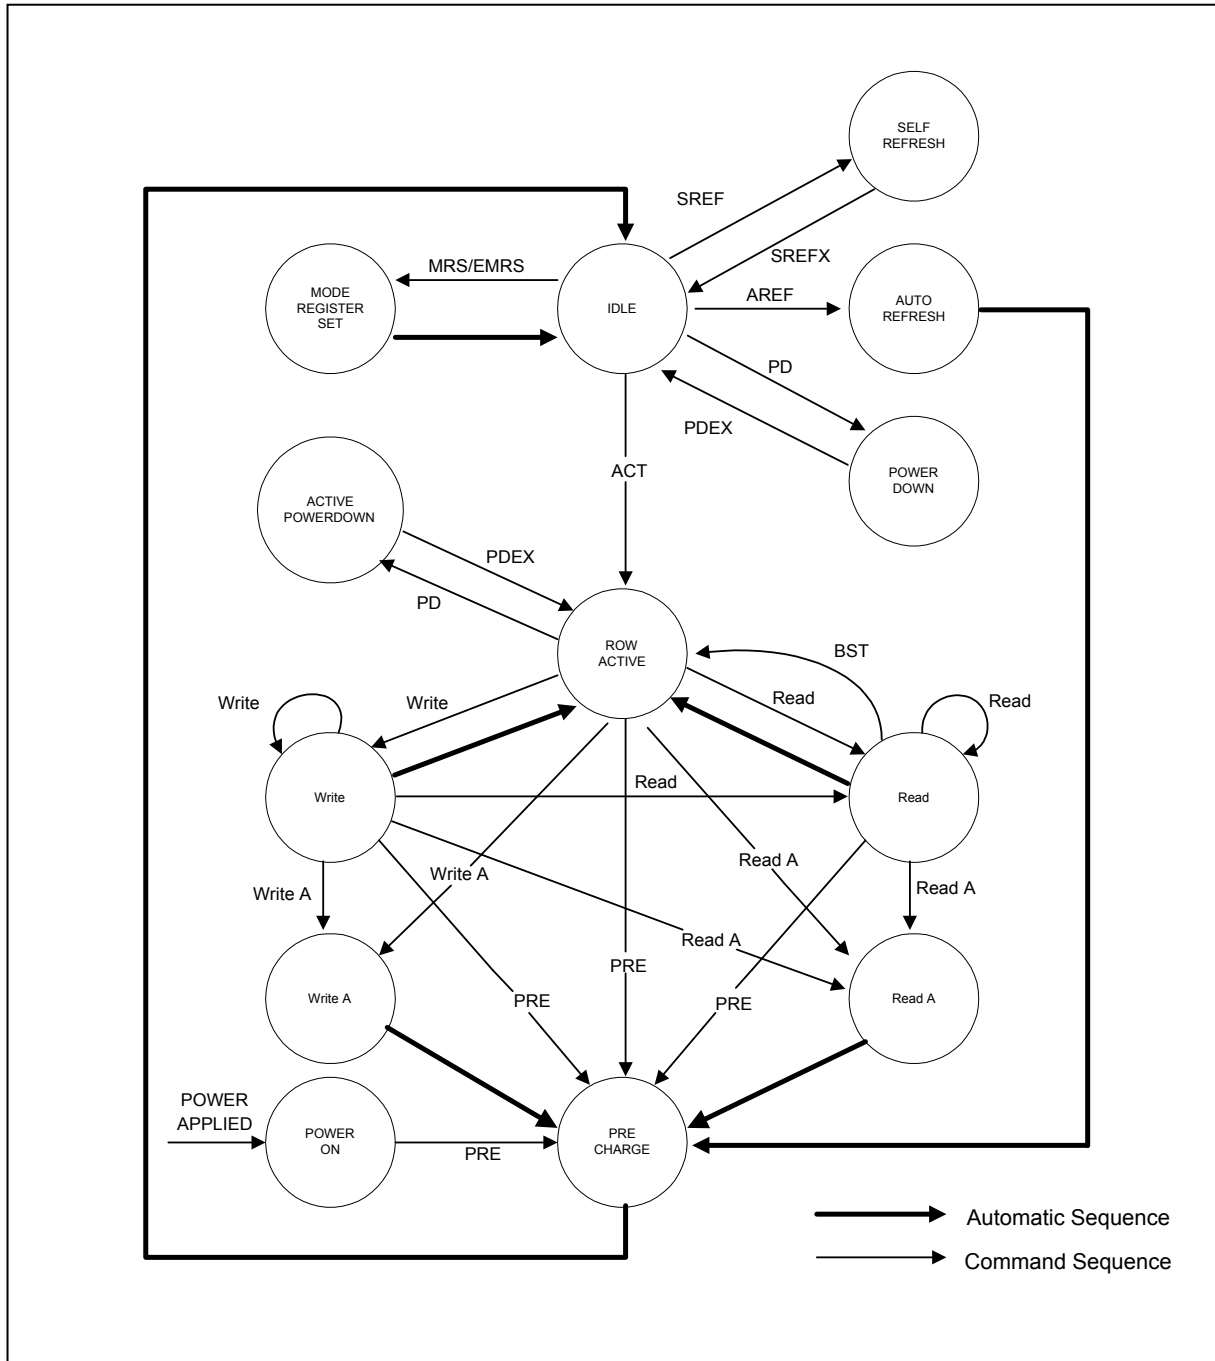 SELF
REFRESH
SREF
SREFX
MRS/EMRS
MODE
REGISTER
SET
IDLE
AREF
AUTO
REFRESH
PD
PDEX
POWER
DOWN
ACT
ACTIVE
POWERDOWN
PDEX
PD
ROW
ACTIVE
BST
Write
Write
Read
Read
Write
Read
Read
Write A
Write A
Read A
Read A
Read A
PRE
PRE
PRE
Write A
Read A
POWER
APPLIED
POWER
ON
PRE
PRE
CHARGE
Automatic Sequence
Command Sequence